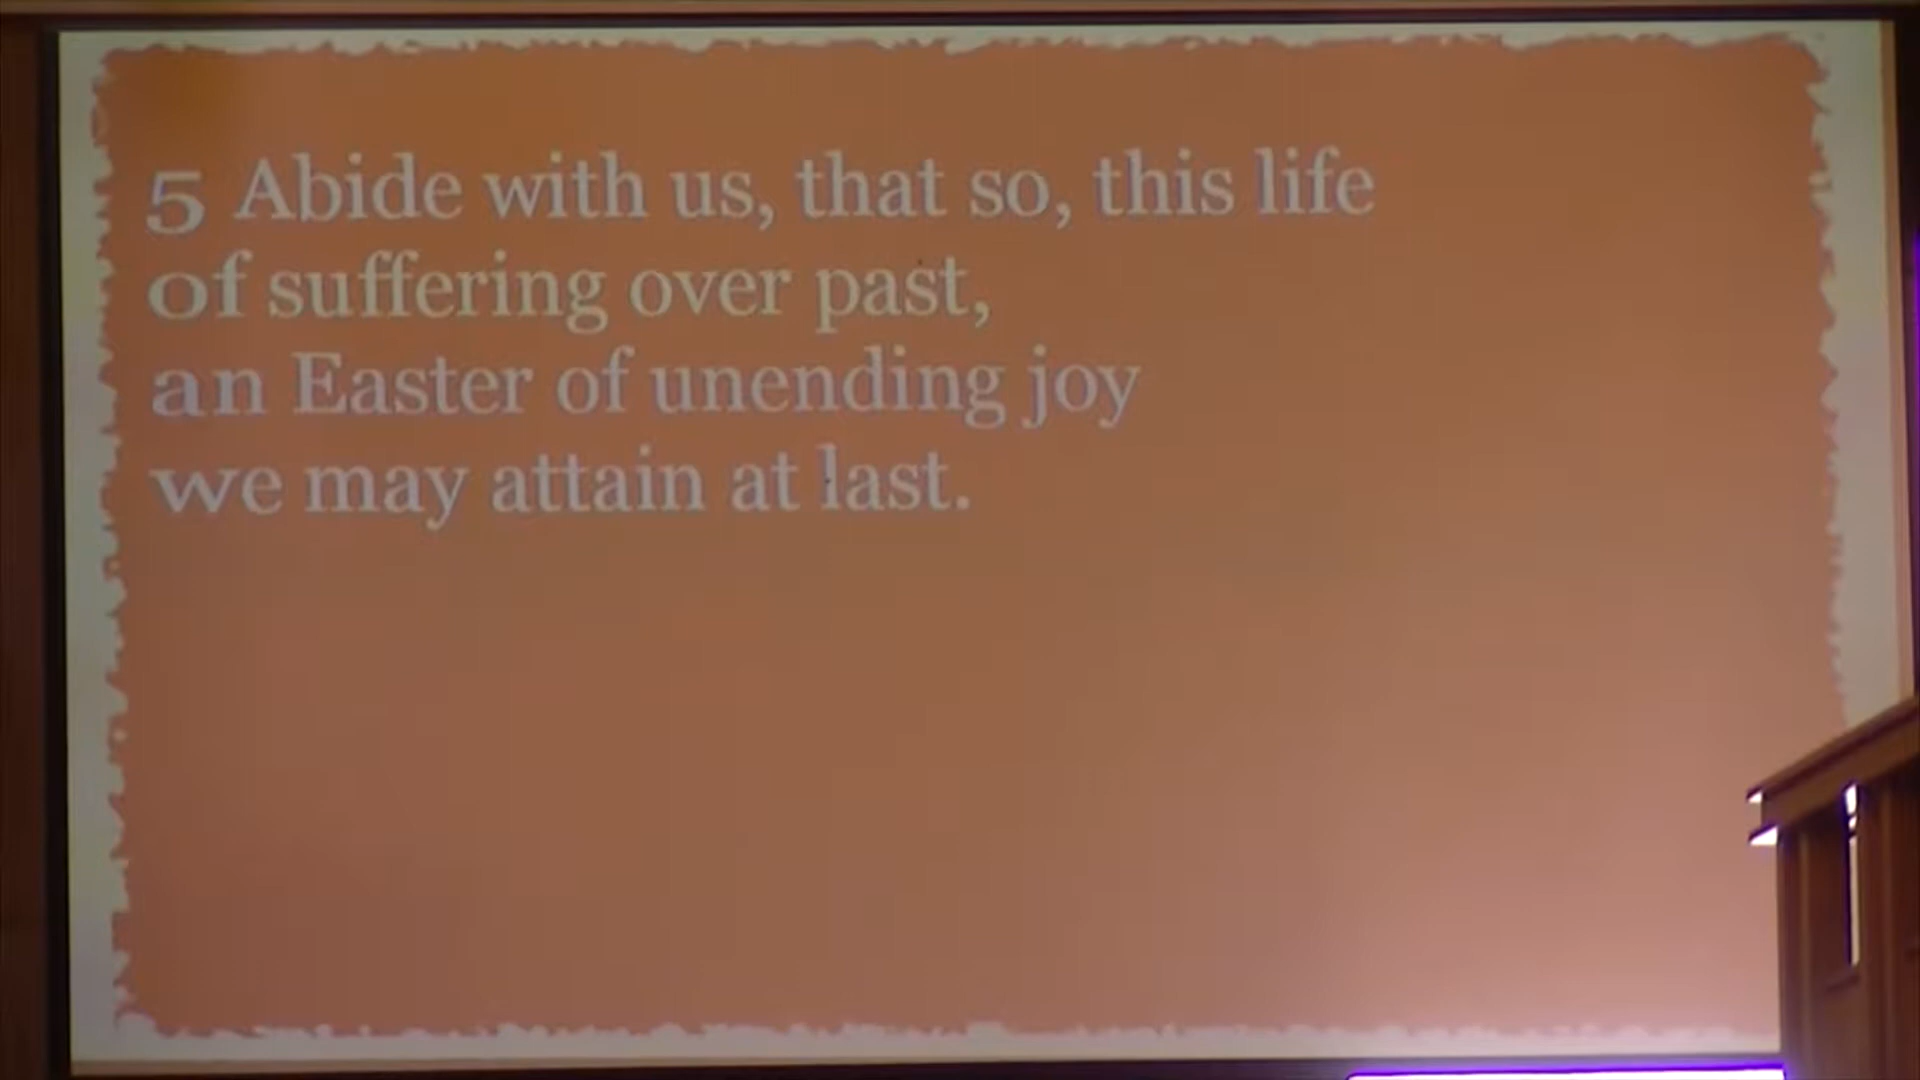 5 Abide with us, that so, this life
of suffering over past,
an Easter of unending joy
we may attain at last.